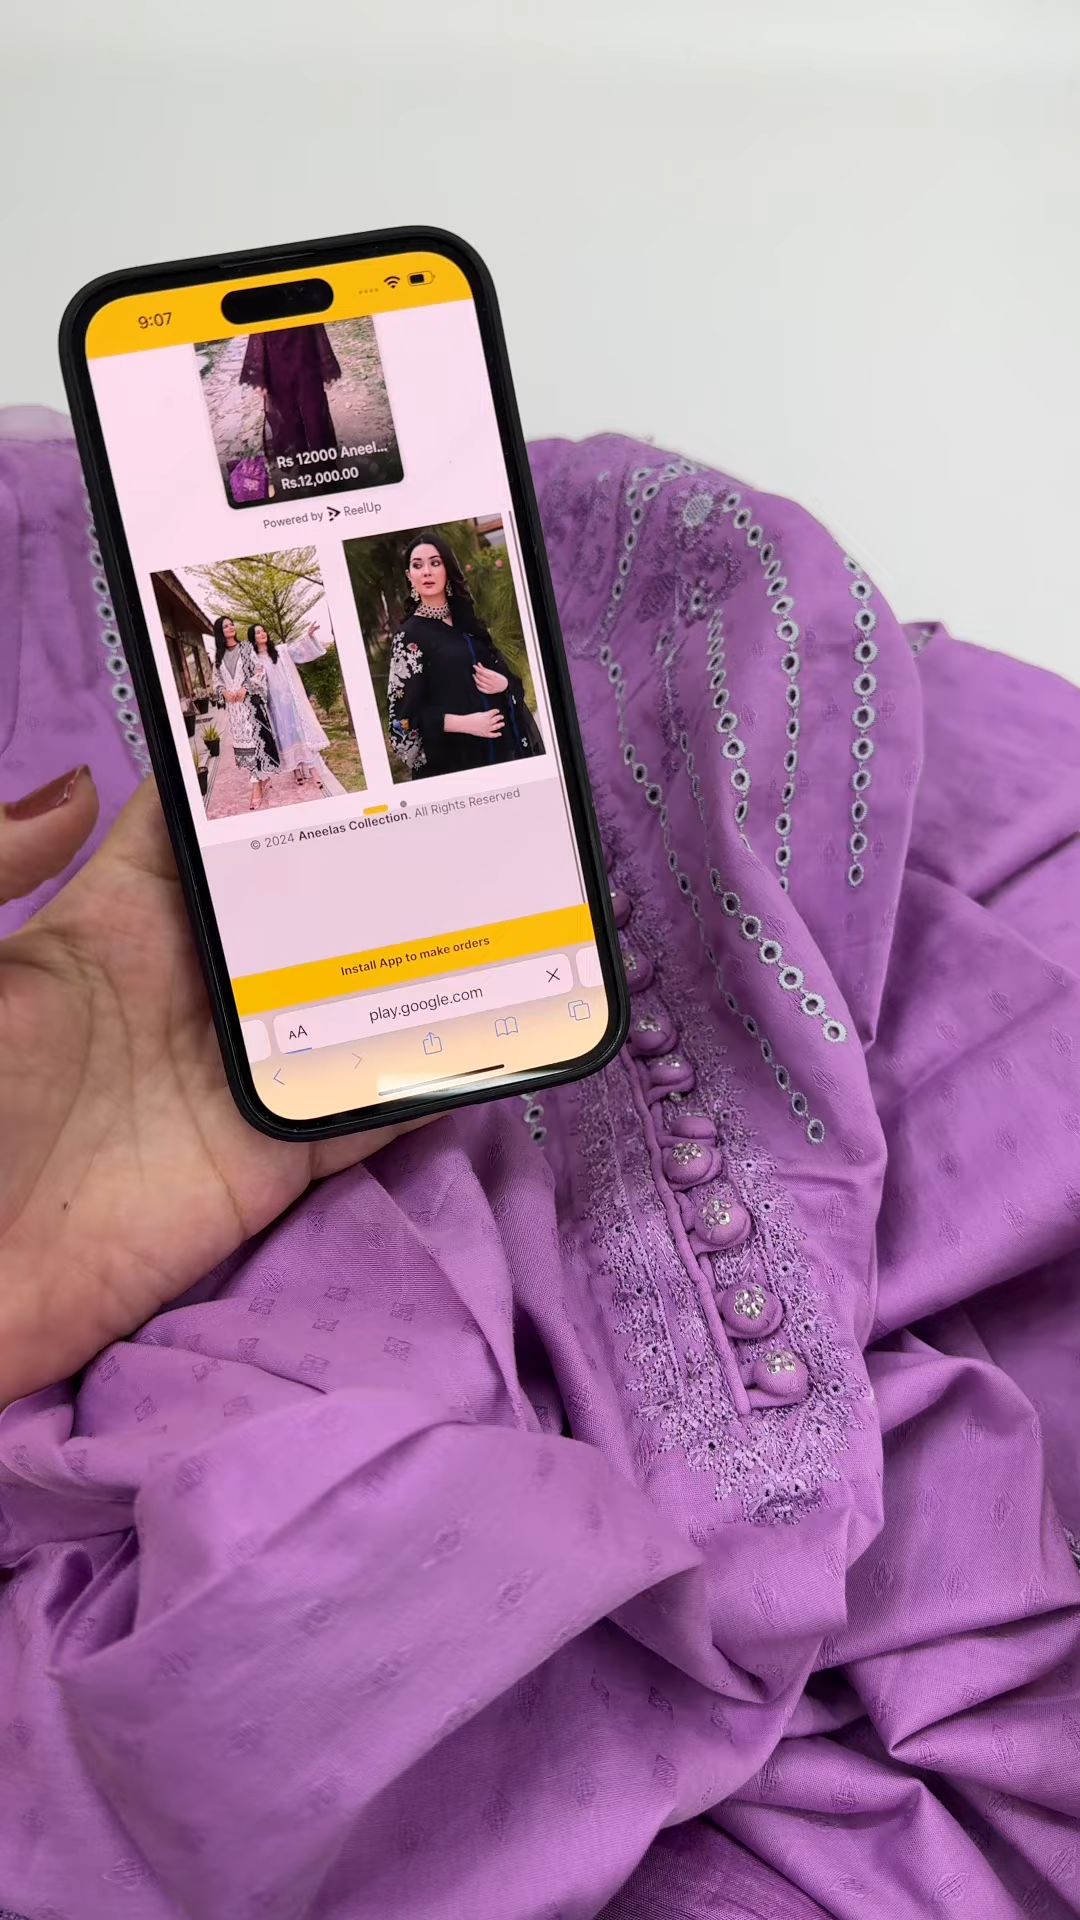 9:07
Rs 12000 Aneel...
Rs.12,000.00
Powered by ReelUp
© 2024 Aneelas Collection. All Rights Reserved
Install App to make orders
AA play.google.com